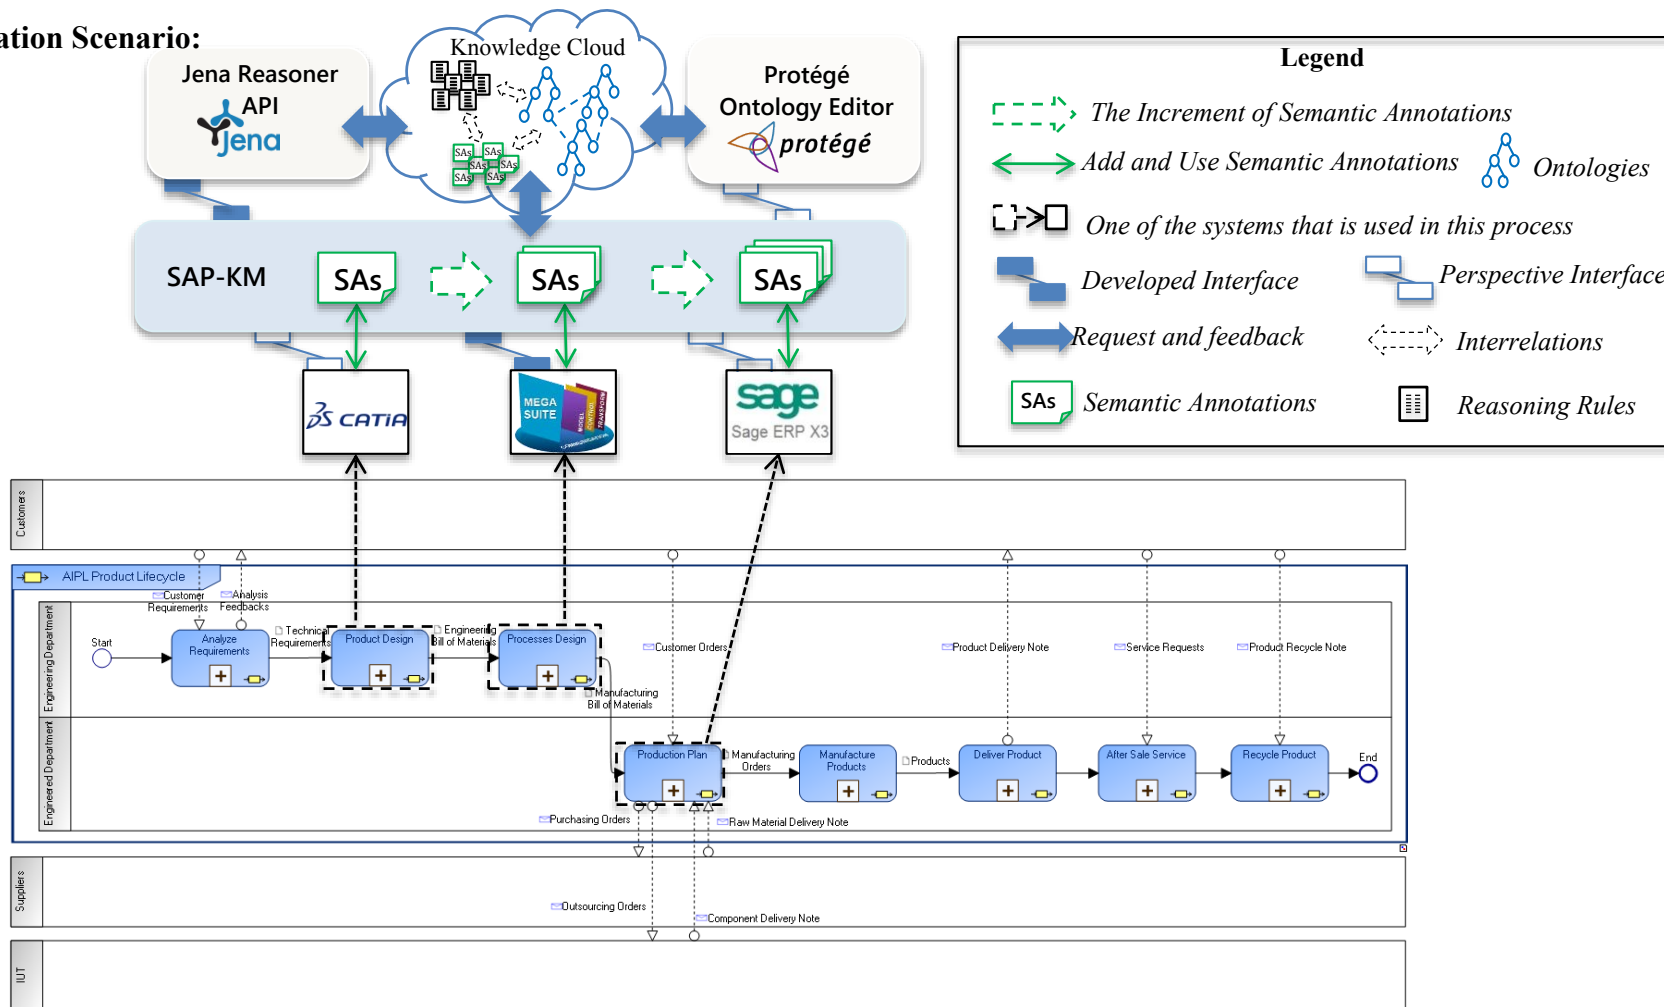 ation Scenario:
Jena Reasoner
API
Jena
Knowledge Cloud
SAs
SAs
SAs
SAs
SAs
SAs
Protégé
Ontology Editor
protégé
SAP-KM
SAs
SAs
SAs
DS CATIA
MEGA
SUITE
MODEL
CONTROL
TRANSFORM
sage
Sage ERP X3
Legend
The Increment of Semantic Annotations
Add and Use Semantic Annotations
Ontologies
One of the systems that is used in this process
Developed Interface
Perspective Interface
Request and feedback
Interrelations
SAs
Semantic Annotations
Reasoning Rules
Customers
AIPL Product Lifecycle
Customer
Requirements
Analysis
Feedbacks
Engineering Department
Start
Analyze
Requirements
Technical
Requirements
Product Design
Engineering
Bill of Materials
Processes Design
Manufacturing
Bill of Materials
Customer Orders
Product Delivery Note
Service Requests
Product Recycle Note
Engineered Department
Production Plan
Manufacturing
Orders
Manufacture
Products
Products
Deliver Product
After Sale Service
Recycle Product
End
Purchasing Orders
Raw Material Delivery Note
Suppliers
Outsourcing Orders
Component Delivery Note
IUT